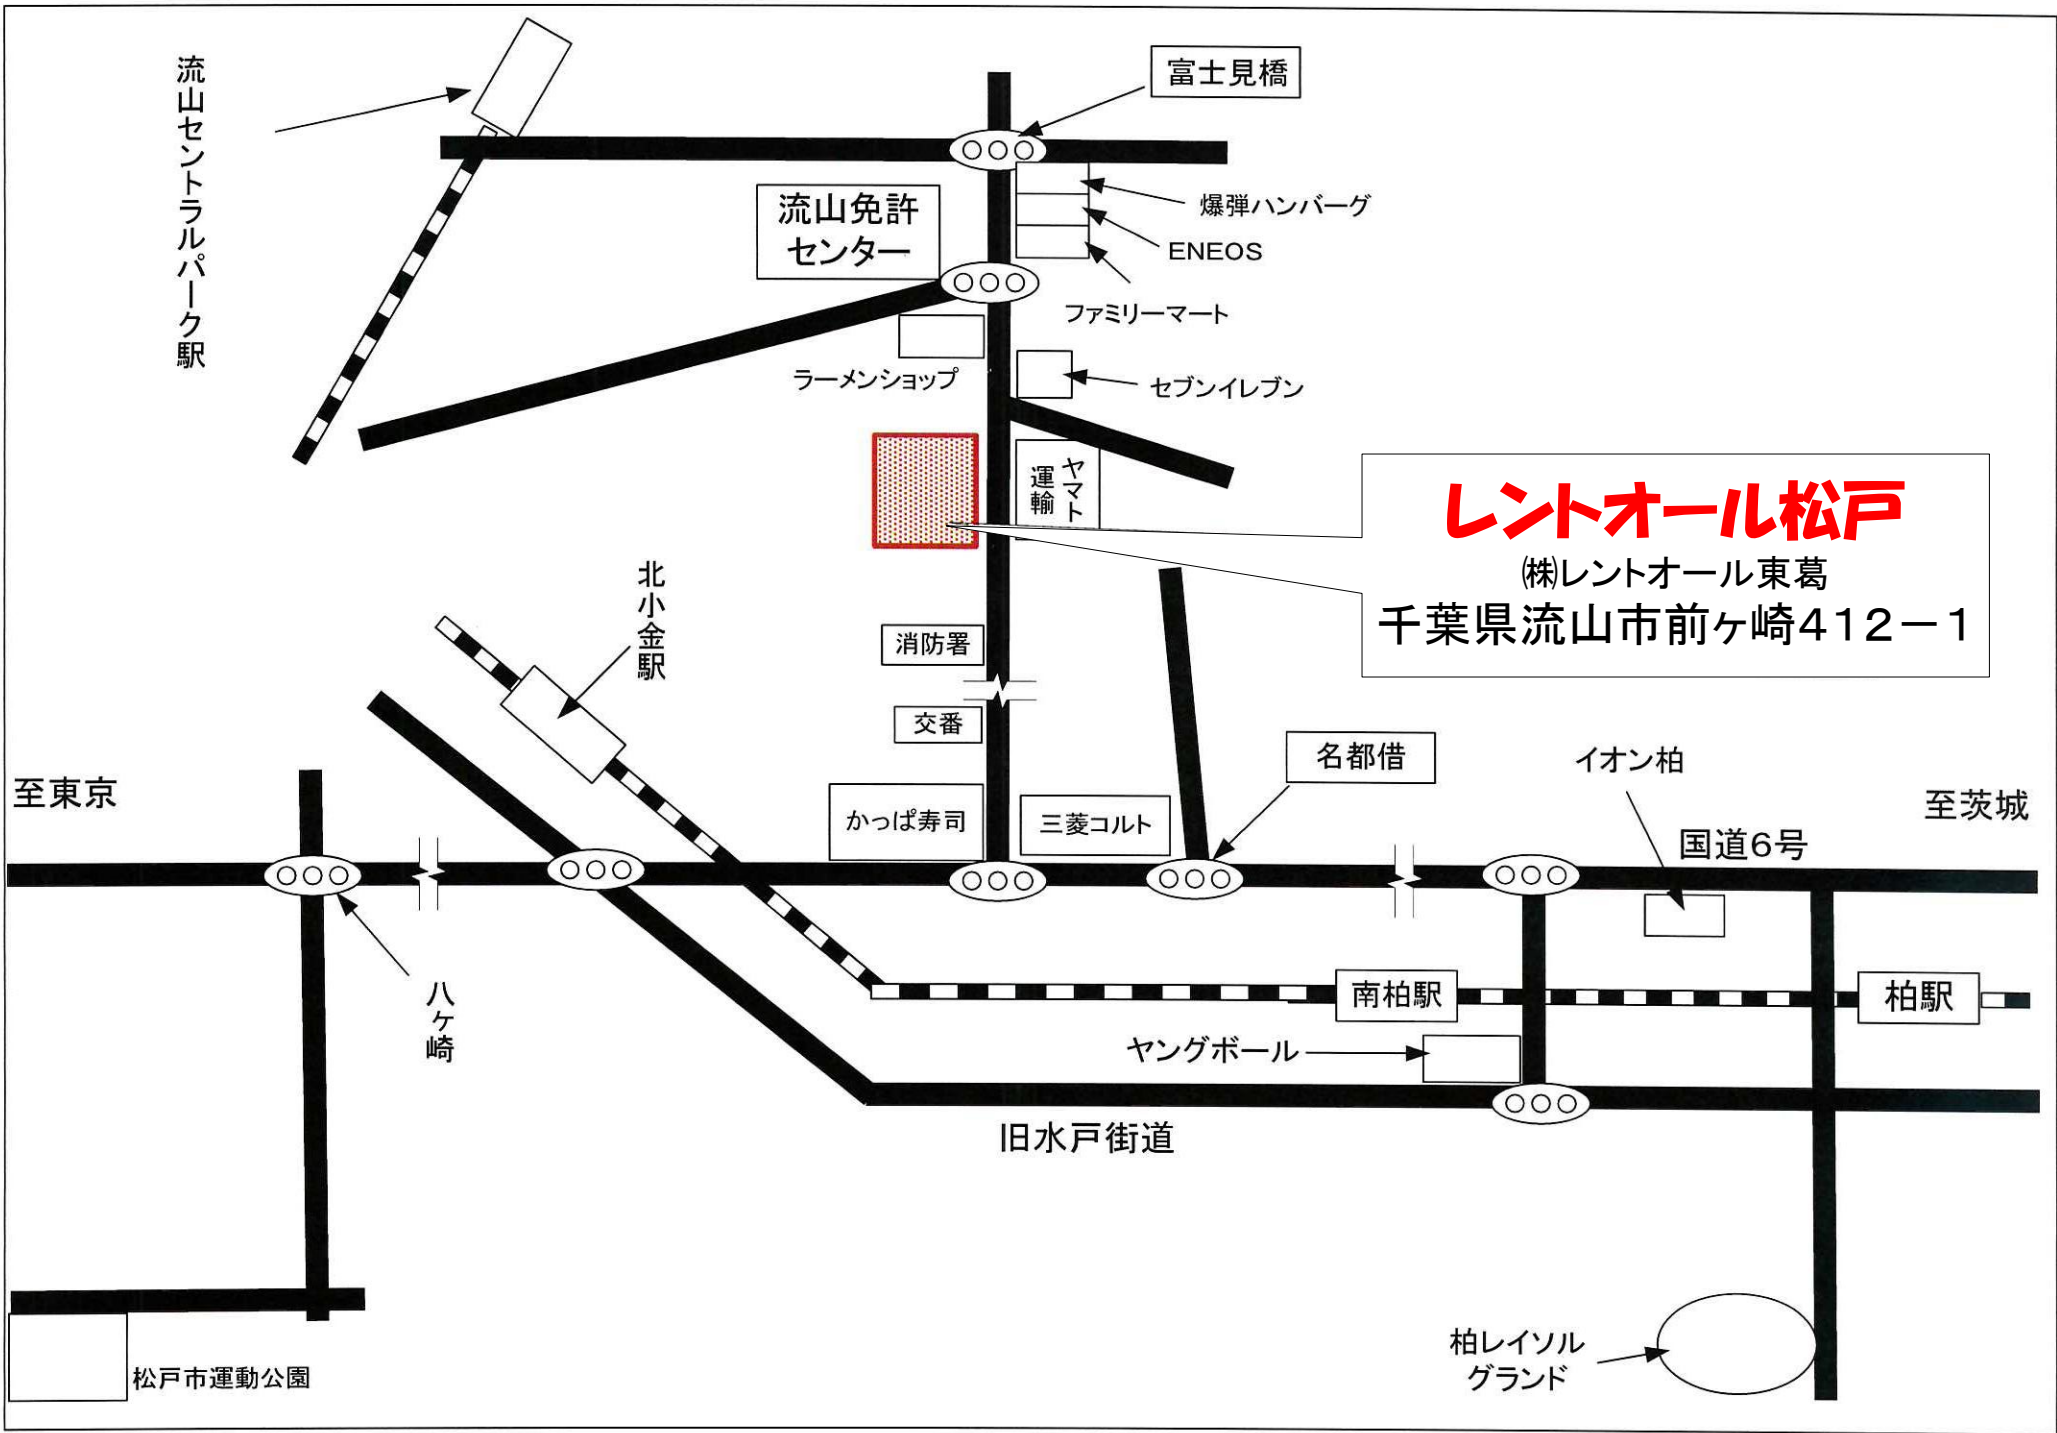 流山セントラルパーク駅
富士見橋
流山免許
センター
爆弾ハンバーグ
ENEOS
ファミリーマート
ラーメンショップ
セブンイレブン
ヤマト
運輸
レントオール松戸
㈱レントオール東葛
千葉県流山市前ヶ崎412－1
北小金駅
消防署
交番
名都借
イオン柏
至東京
かっぱ寿司
三菱コルト
国道6号
至茨城
八ヶ崎
南柏駅
柏駅
ヤングボール
旧水戸街道
柏レイソル
グランド
松戸市運動公園